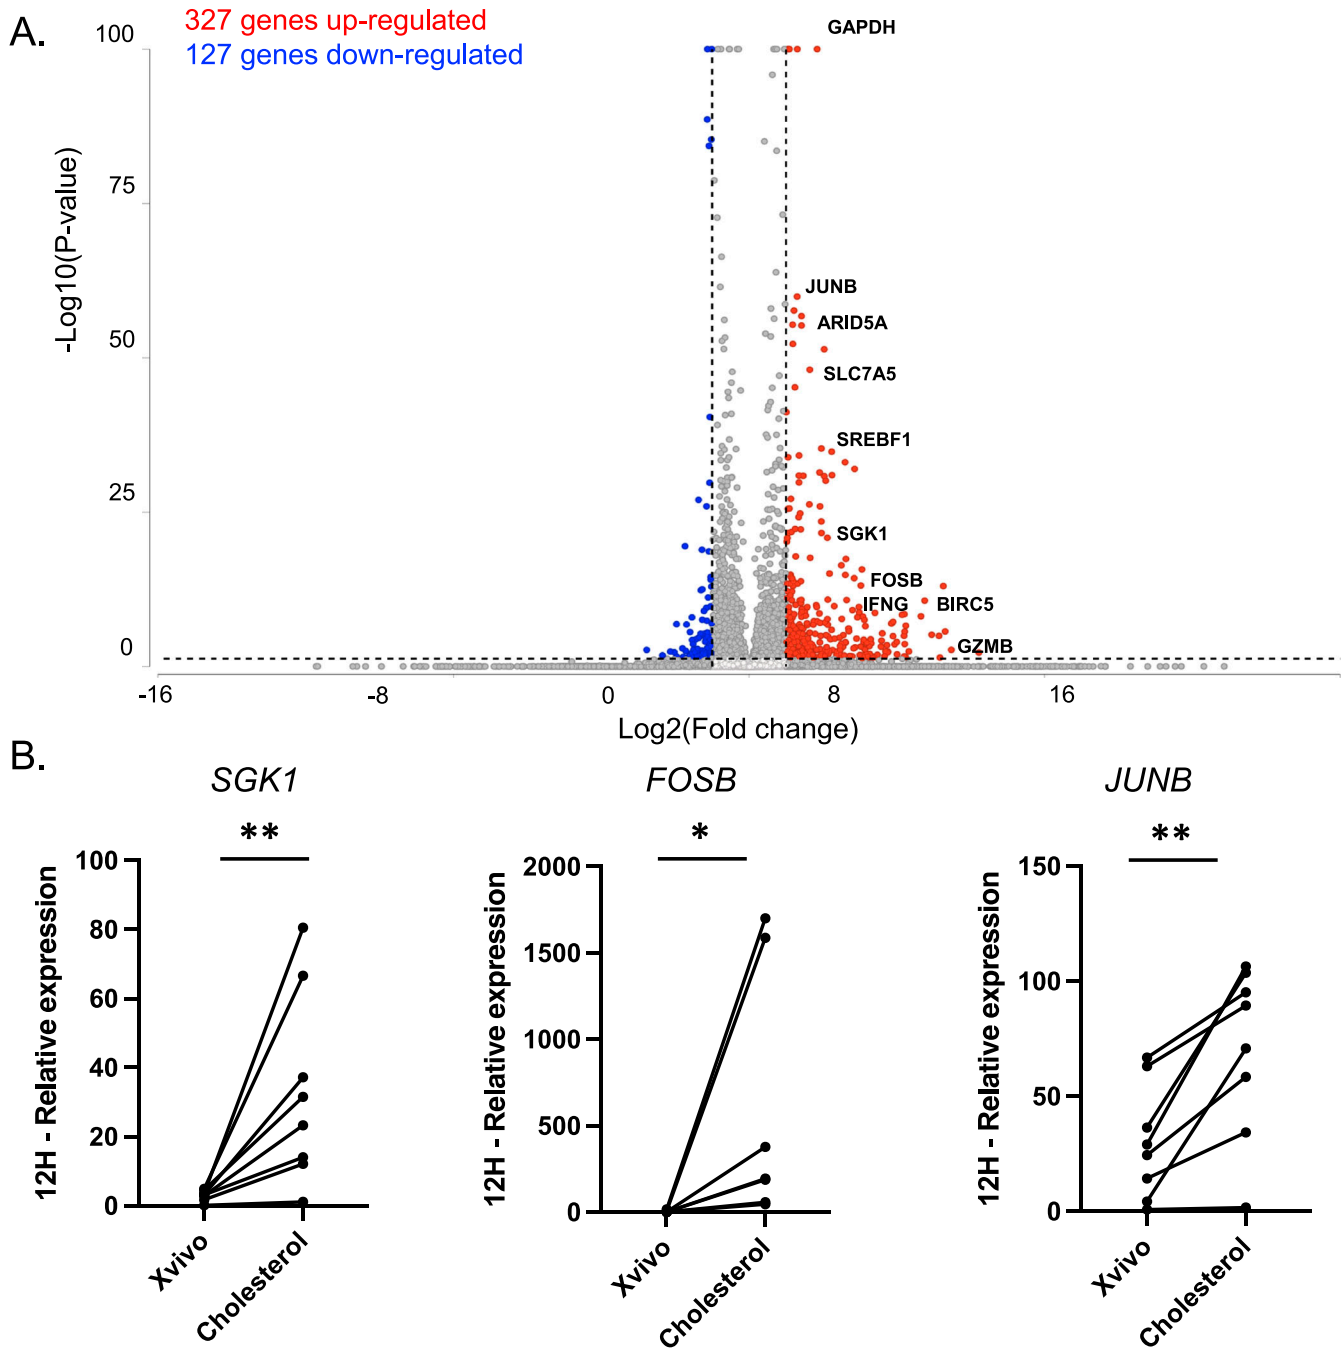 A.
327 genes up-regulated
127 genes down-regulated
GAPDH
100
75
50
25
0
-Log10(P-value)
JUNB
ARID5A
SLC7A5
SREBF1
SGK1
FOSB
IFNG
BIRC5
GZMB
-16
-8
0
8
16
Log2(Fold change)
B.
SGK1
**
12H - Relative expression
100
80
60
40
20
0
Xvivo
Cholesterol
FOSB
*
12H - Relative expression
2000
1500
1000
500
0
Xvivo
Cholesterol
JUNB
**
12H - Relative expression
150
100
50
0
Xvivo
Cholesterol